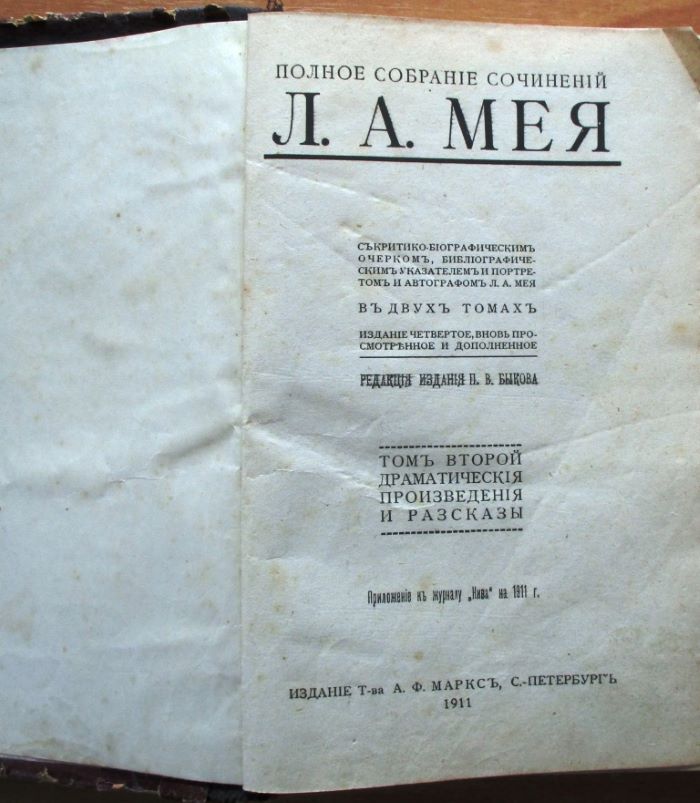 ПОЛНОЕ СОБРАНІЕ СОЧИНЕНІЙ
Л. А. МЕЯ
СЪ КРИТИКО-БІОГРАФИЧЕСКИМЪ
ОЧЕРКОМЪ, БИБЛІОГРАФИЧЕ-
СКИМЪ УКАЗАТЕЛЕМЪ И ПОРТРЕ-
ТОМЪ И АВТОГРАФОМЪ Л. А. МЕЯ
ВЪ ДВУХЪ ТОМАХЪ
ИЗДАНІЕ ЧЕТВЕРТОЕ, ВНОВЬ ПРО-
СМОТРѢННОЕ И ДОПОЛНЕННОЕ
РЕДАКЦІЯ ИЗДАНІЯ П. В. БЫКОВА
ТОМЪ ВТОРОЙ
ДРАМАТИЧЕСКІЯ
ПРОИЗВЕДЕНІЯ
И РАЗСКАЗЫ
Приложеніе къ журналу „Нива“ на 1911 г.
ИЗДАНІЕ Т-ва А. Ф. МАРКСЪ, С.-ПЕТЕРБУРГЪ
1911